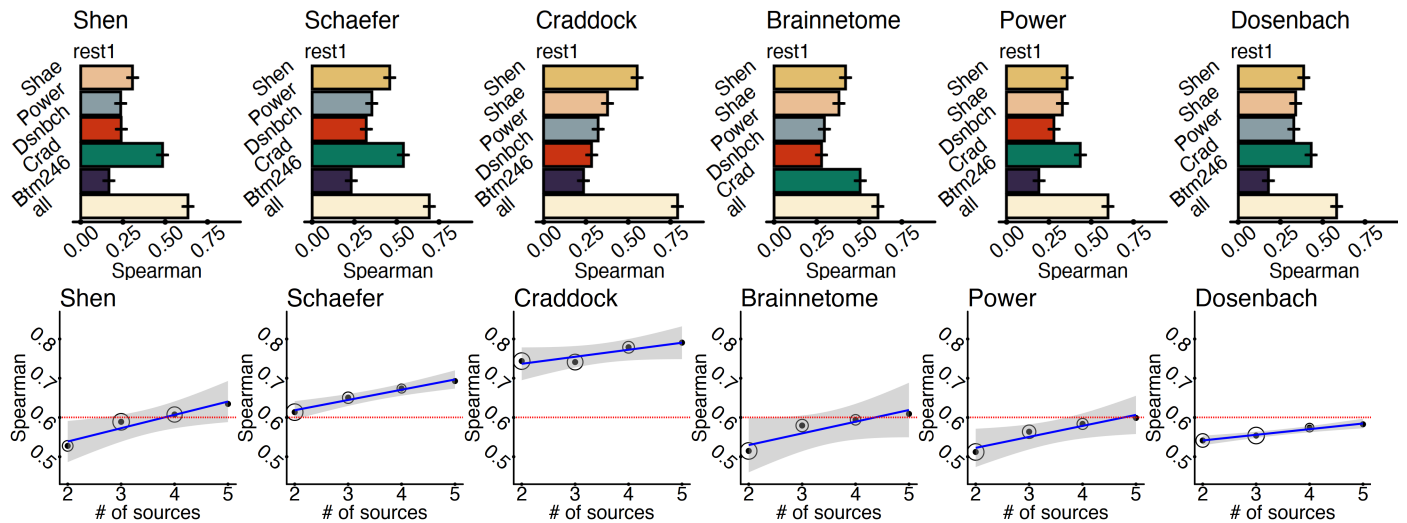 Shen
rest1
Shae
Power
Dsnbch
Crad
Btm246
all
0.00 0.25 0.50 0.75
Spearman
Schaefer
rest1
Shen
Power
Dsnbch
Crad
Btm246
all
0.00 0.25 0.50 0.75
Spearman
Craddock
rest1
Shen
Shae
Power
Dsnbch
Btm246
all
0.00 0.25 0.50 0.75
Spearman
Brainnetome
rest1
Shen
Shae
Power
Dsnbch
Crad
all
0.00 0.25 0.50 0.75
Spearman
Power
rest1
Shen
Shae
Dsnbch
Crad
Btm246
all
0.00 0.25 0.50 0.75
Spearman
Dosenbach
rest1
Shen
Shae
Power
Crad
Btm246
all
0.00 0.25 0.50 0.75
Spearman
Shen
Spearman
0.8
0.7
0.6
0.5
2 3 4 5
# of sources
Schaefer
Spearman
0.8
0.7
0.6
0.5
2 3 4 5
# of sources
Craddock
Spearman
0.8
0.7
0.6
0.5
2 3 4 5
# of sources
Brainnetome
Spearman
0.8
0.7
0.6
0.5
2 3 4 5
# of sources
Power
Spearman
0.8
0.7
0.6
0.5
2 3 4 5
# of sources
Dosenbach
Spearman
0.8
0.7
0.6
0.5
2 3 4 5
# of sources